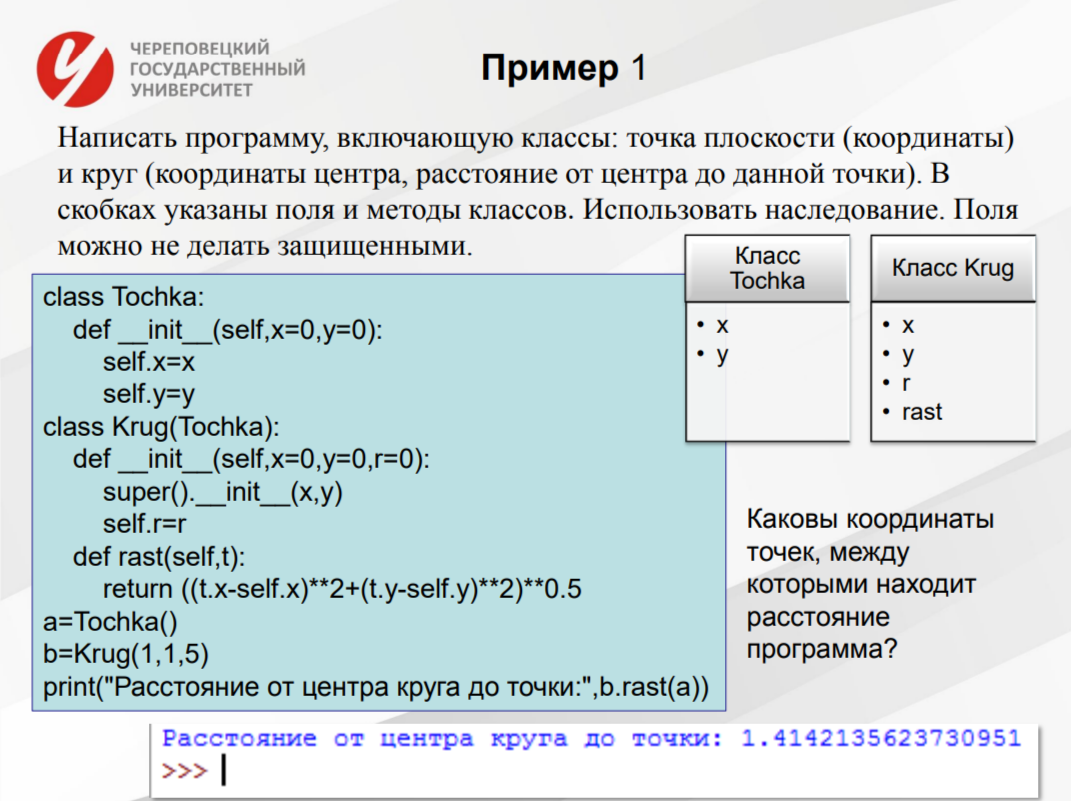 ЧЕРЕПОВЕЦКИЙ
ГОСУДАРСТВЕННЫЙ
УНИВЕРСИТЕТ
Пример 1
Написать программу, включающую классы: точка плоскости (координаты)
и круг (координаты центра, расстояние от центра до данной точки). В
скобках указаны поля и методы классов. Использовать наследование. Поля
можно не делать защищенными.
class Tochka:
    def __init__(self,x=0,y=0):
        self.x=x
        self.y=y
class Krug(Tochka):
    def __init__(self,x=0,y=0,r=0):
        super().__init__(x,y)
        self.r=r
    def rast(self,t):
        return ((t.x-self.x)**2+(t.y-self.y)**2)**0.5
a=Tochka()
b=Krug(1,1,5)
print("Расстояние от центра круга до точки:",b.rast(a))
Класс
Tochka
• x
• y
Класс Krug
• x
• y
• r
• rast
Каковы координаты
точек, между
которыми находит
расстояние
программа?
Расстояние от центра круга до точки: 1.4142135623730951
>>>